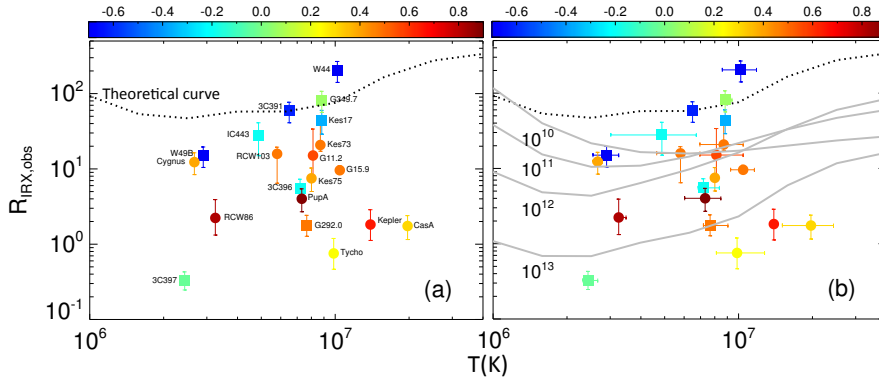 -0.6 -0.4 -0.2 0.0 0.2 0.4 0.6 0.8
-0.6 -0.4 -0.2 0.0 0.2 0.4 0.6 0.8
R_IRX,obs
10^2
10^1
10^0
10^-1
Theoretical curve
W44
3C391
G349.7
IC443
Kes17
W49B
Cygnus
RCW103
Kes73
G11.2
G15.9
3C396
Kes75
PupA
RCW86
G292.0
Kepler
CasA
Tycho
3C397
(a)
10^10
10^11
10^12
10^13
(b)
10^6 10^7 10^6 10^7
T(K)